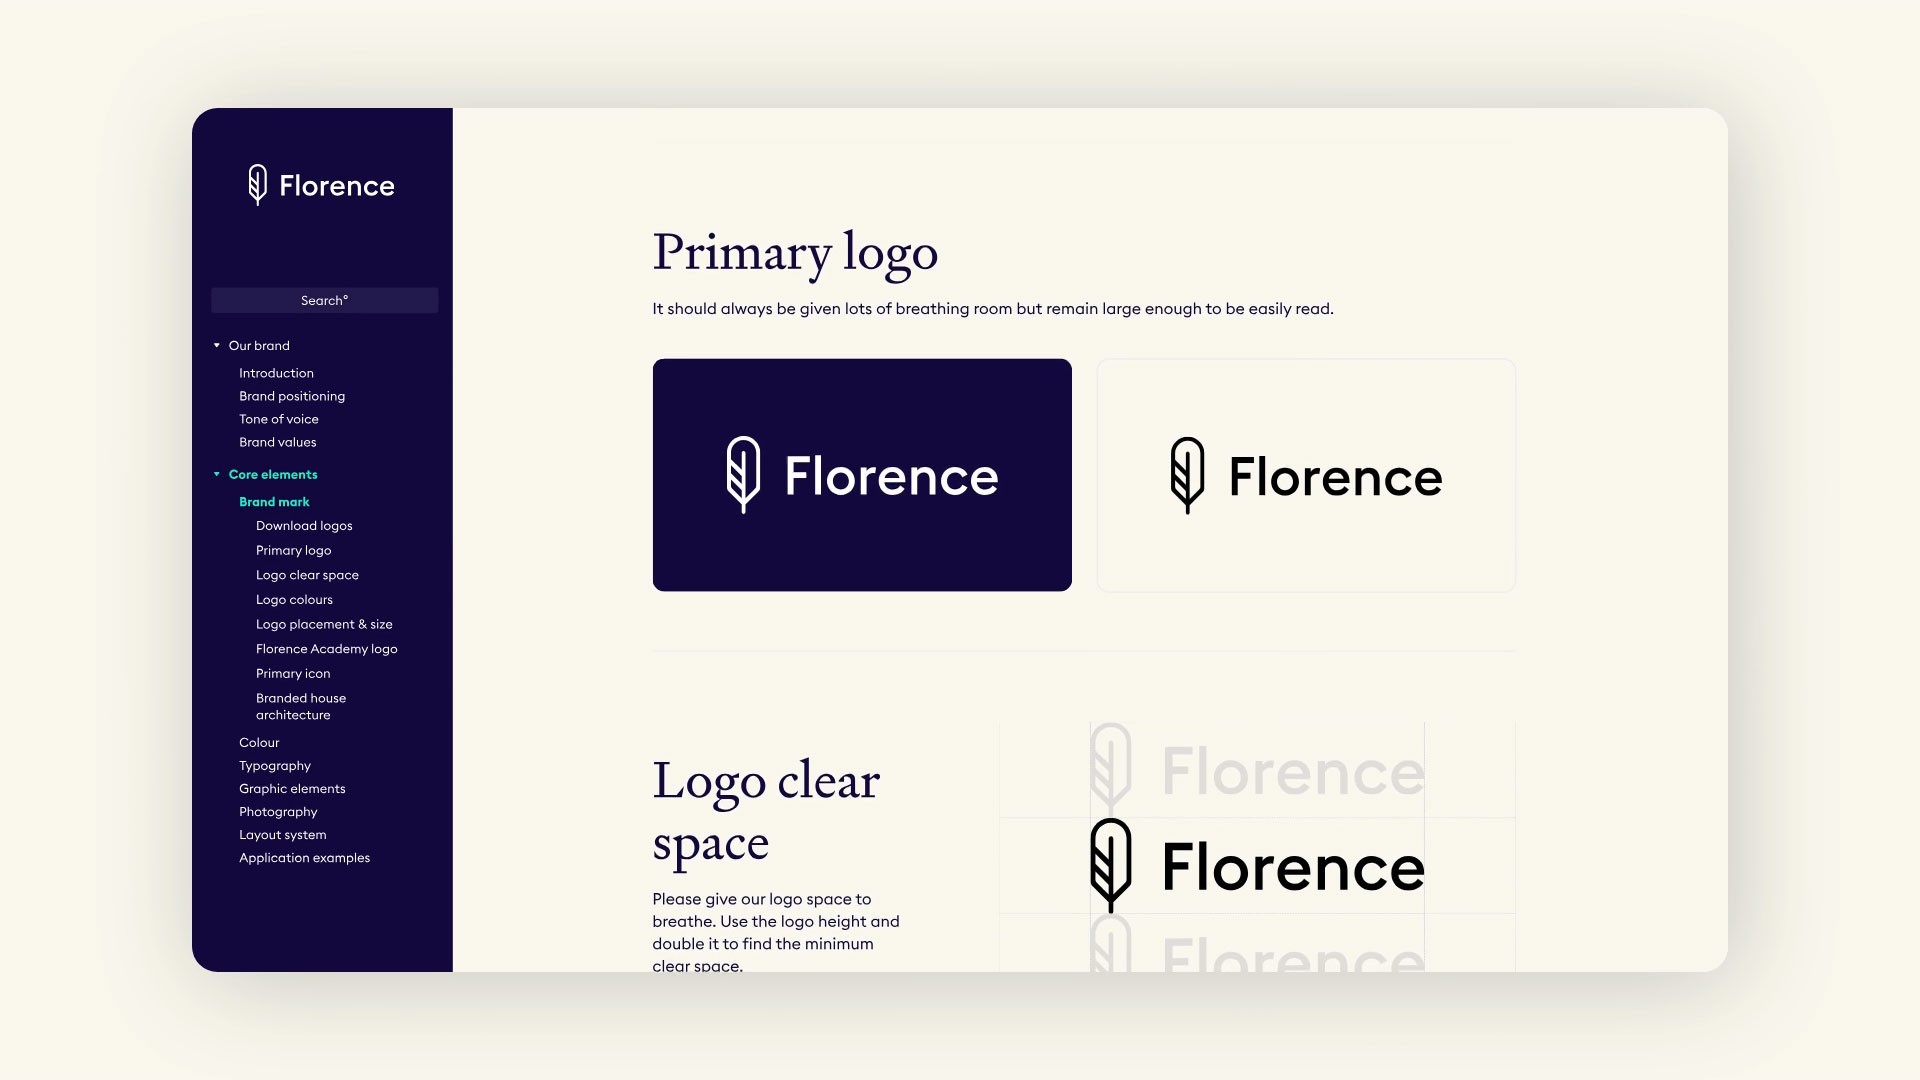 Florence
Search°
Our brand
Introduction
Brand positioning
Tone of voice
Brand values
Core elements
Brand mark
Download logos
Primary logo
Logo clear space
Logo colours
Logo placement & size
Florence Academy logo
Primary icon
Branded house
architecture
Colour
Typography
Graphic elements
Photography
Layout system
Application examples
Primary logo
It should always be given lots of breathing room but remain large enough to be easily read.
Florence
Florence
Logo clear
space
Please give our logo space to
breathe. Use the logo height and
double it to find the minimum
clear space.
Florence
Florence
Florence